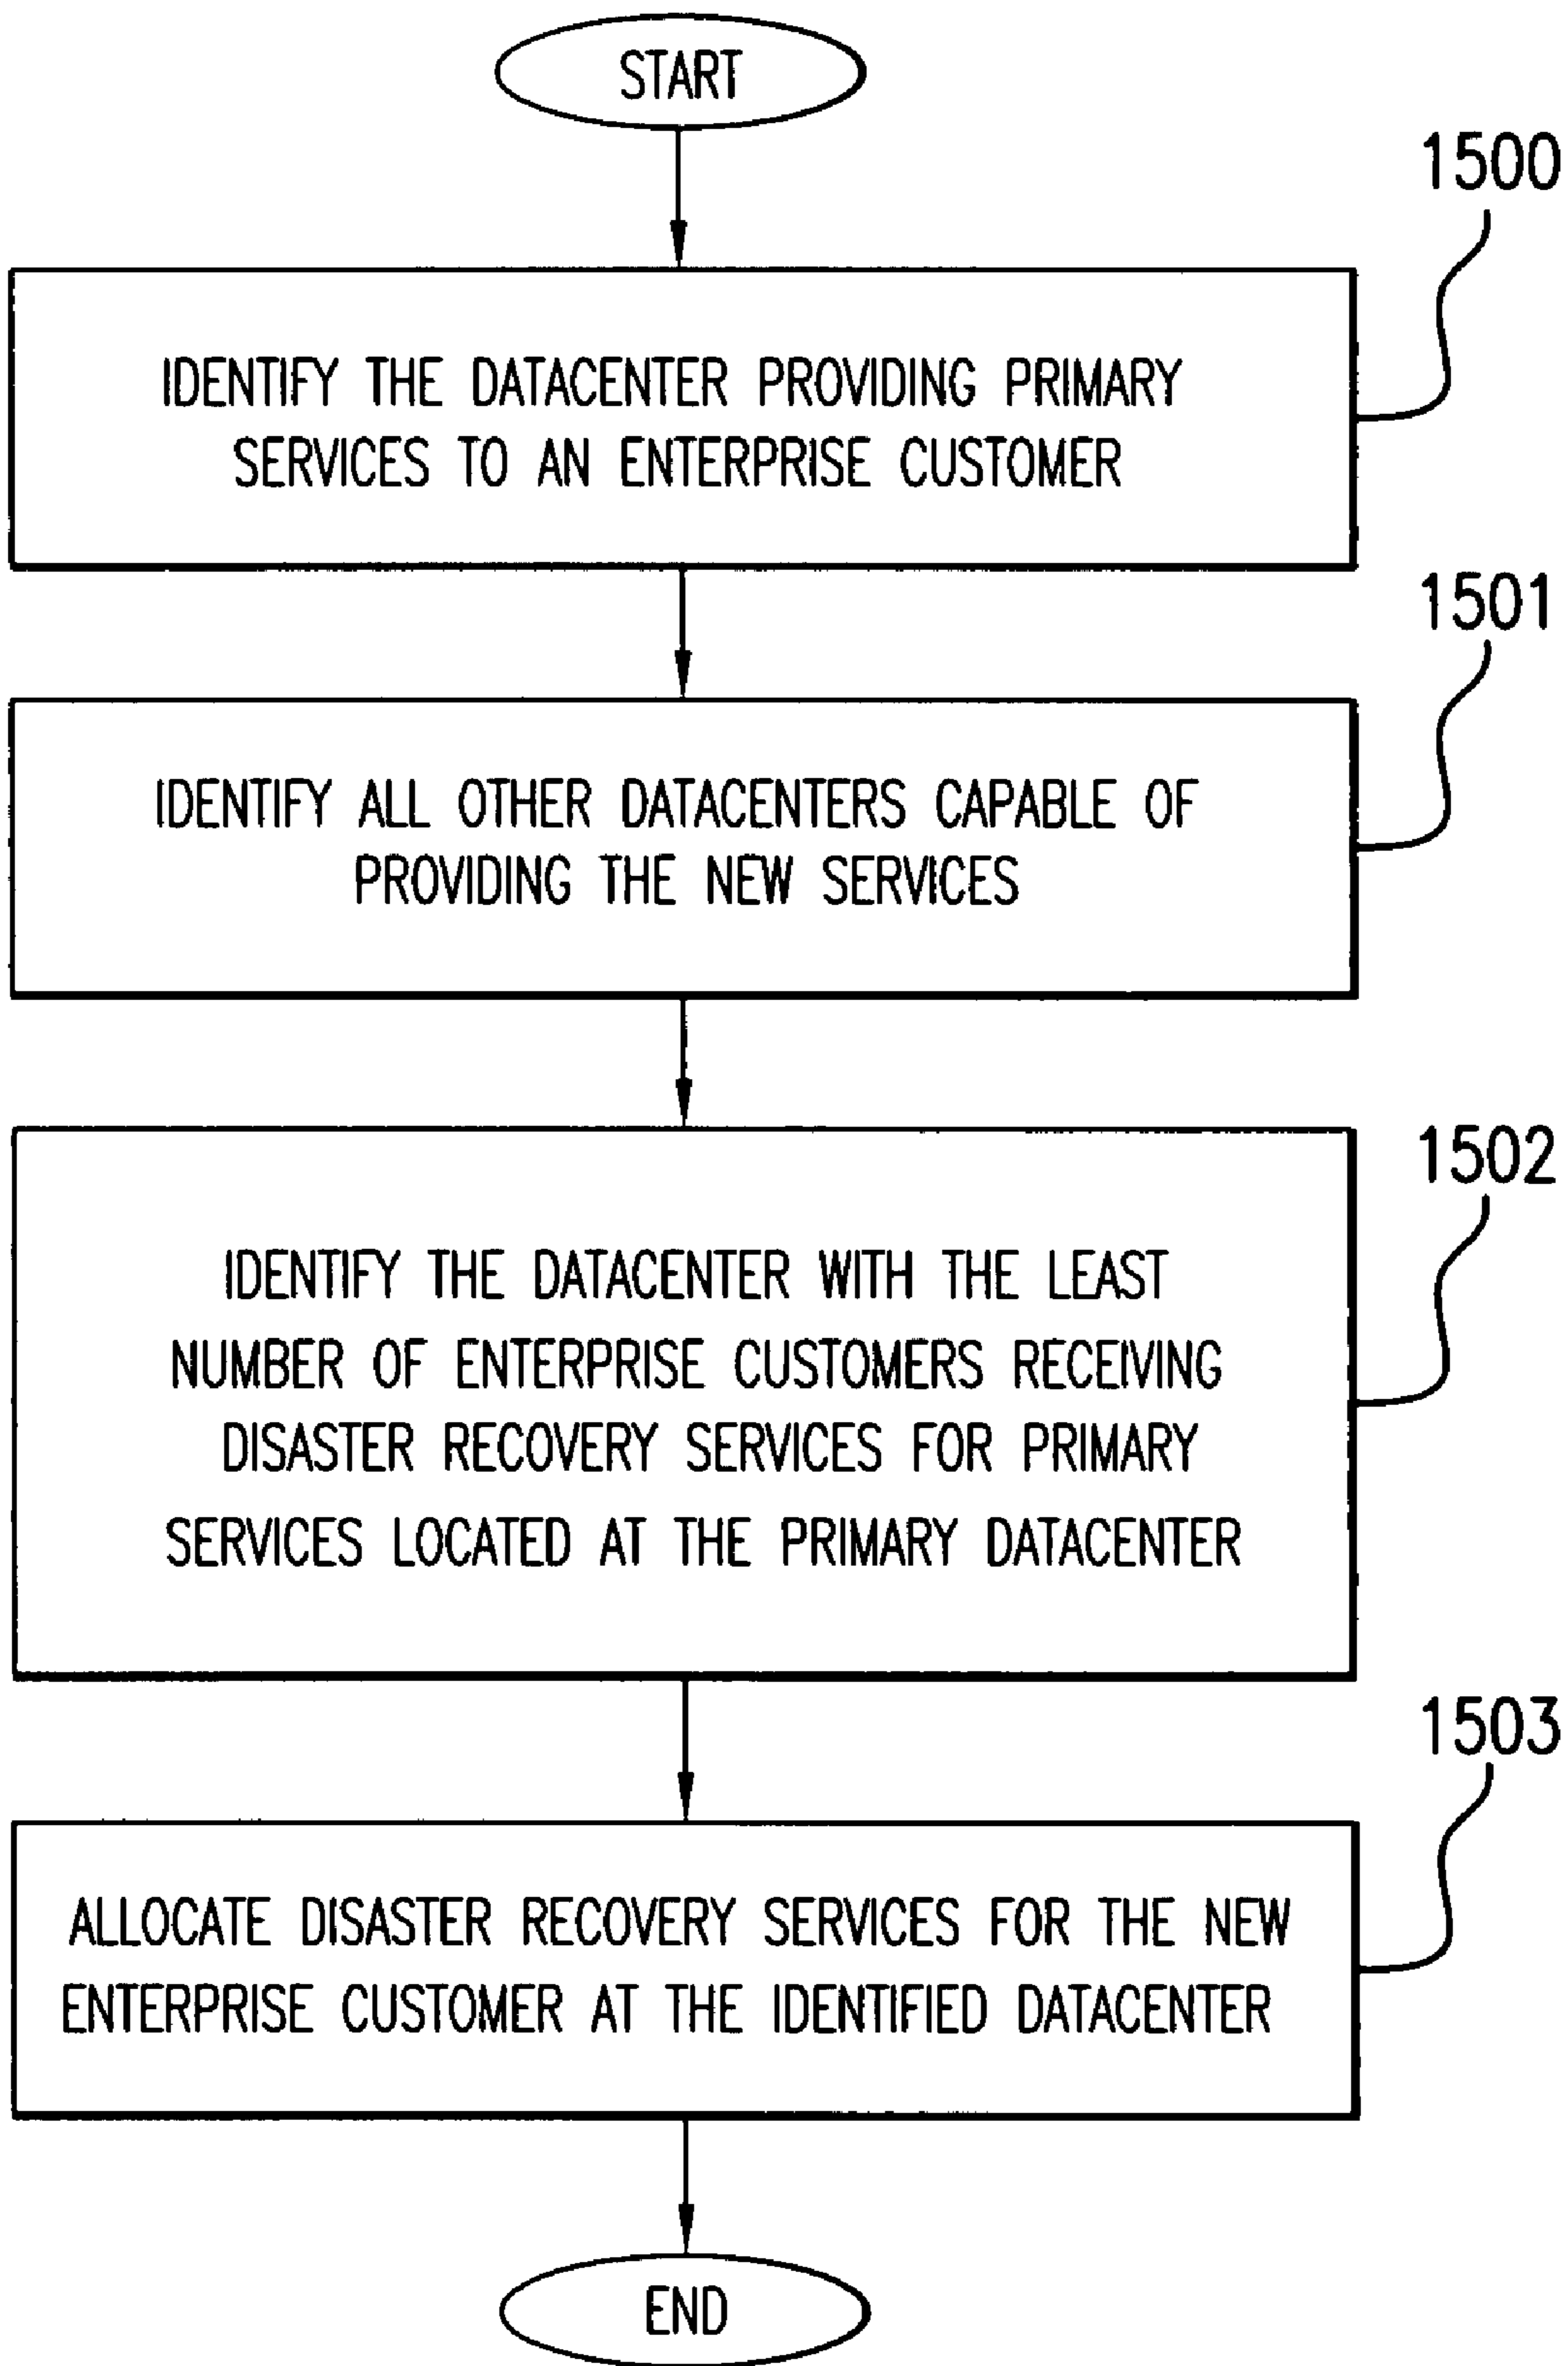 START
1500
IDENTIFY THE DATACENTER PROVIDING PRIMARY
SERVICES TO AN ENTERPRISE CUSTOMER
1501
IDENTIFY ALL OTHER DATACENTERS CAPABLE OF
PROVIDING THE NEW SERVICES
1502
IDENTIFY THE DATACENTER WITH THE LEAST
NUMBER OF ENTERPRISE CUSTOMERS RECEIVING
DISASTER RECOVERY SERVICES FOR PRIMARY
SERVICES LOCATED AT THE PRIMARY DATACENTER
1503
ALLOCATE DISASTER RECOVERY SERVICES FOR THE NEW
ENTERPRISE CUSTOMER AT THE IDENTIFIED DATACENTER
END